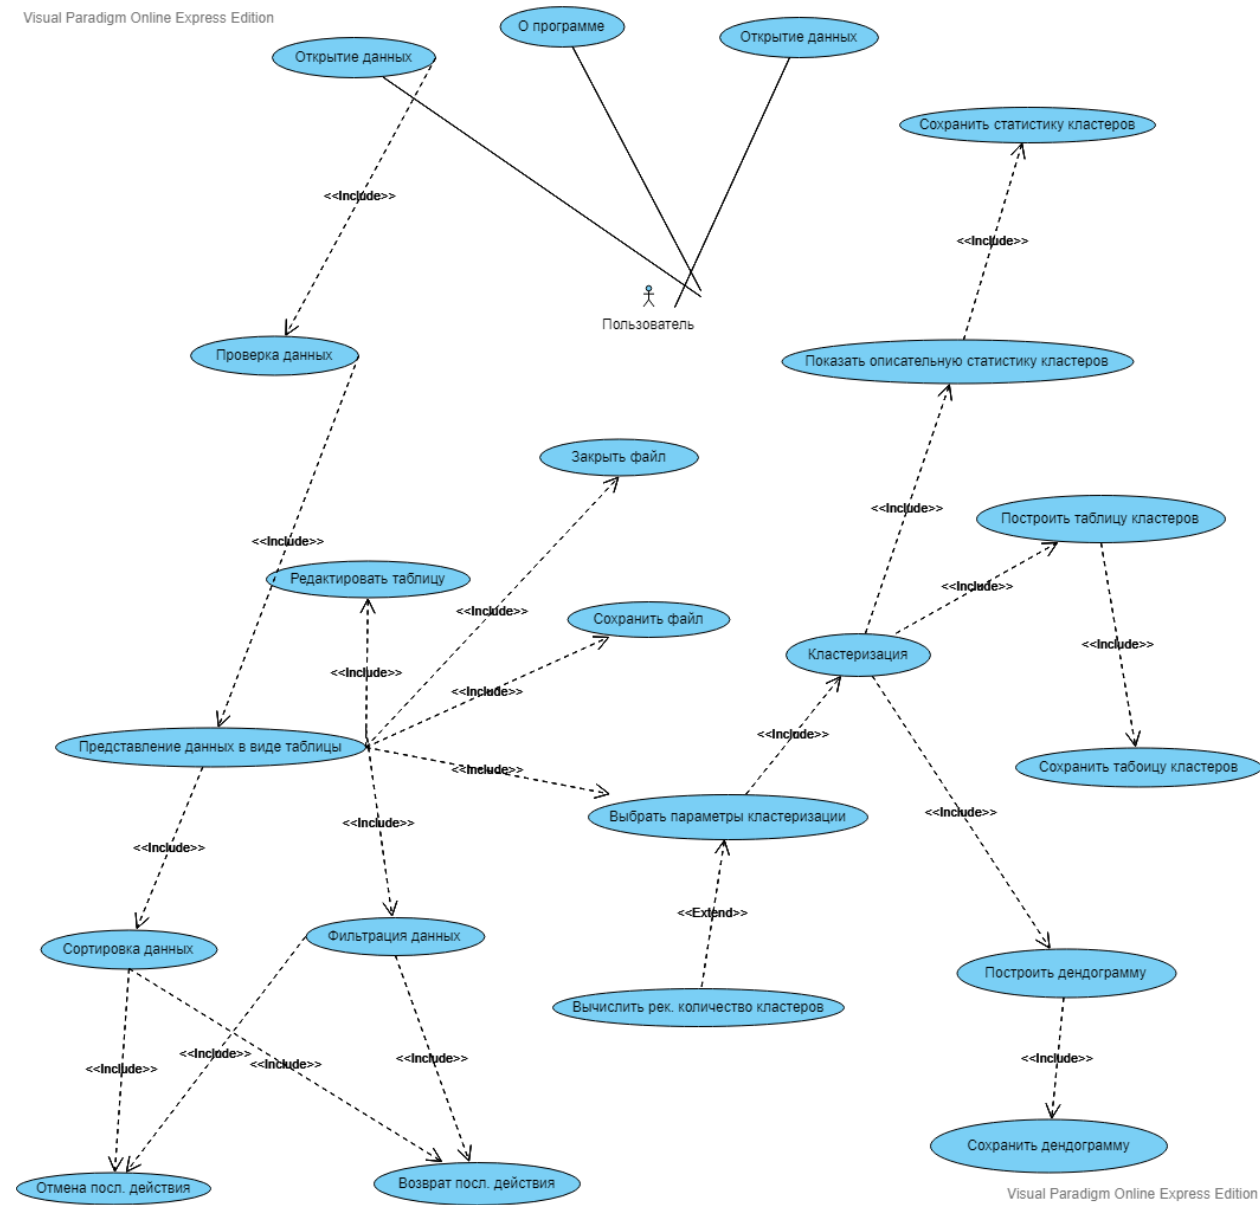 Visual Paradigm Online Express Edition
О программе
Открытие данных
Открытие данных
Сохранить статистику кластеров
<<Include>>
<<Include>>
Пользователь
Проверка данных
Показать описательную статистику кластеров
Закрыть файл
<<Include>>
Построить таблицу кластеров
<<Include>>
Редактировать таблицу
<<Include>>
<<Include>>
Сохранить файл
<<Include>>
Кластеризация
<<Include>>
<<Include>>
<<Include>>
Представление данных в виде таблицы
<<Include>>
Сохранить табоицу кластеров
<<Include>>
Выбрать параметры кластеризации
<<Include>>
<<Include>>
<<Include>>
<<Extend>>
Фильтрация данных
Сортировка данных
Построить дендограмму
Вычислить рек. количество кластеров
<<Include>>
<<Include>>
<<Include>>
<<Include>>
<<Include>>
Сохранить дендограмму
Отмена посл. действия
Возврат посл. действия
Visual Paradigm Online Express Edition